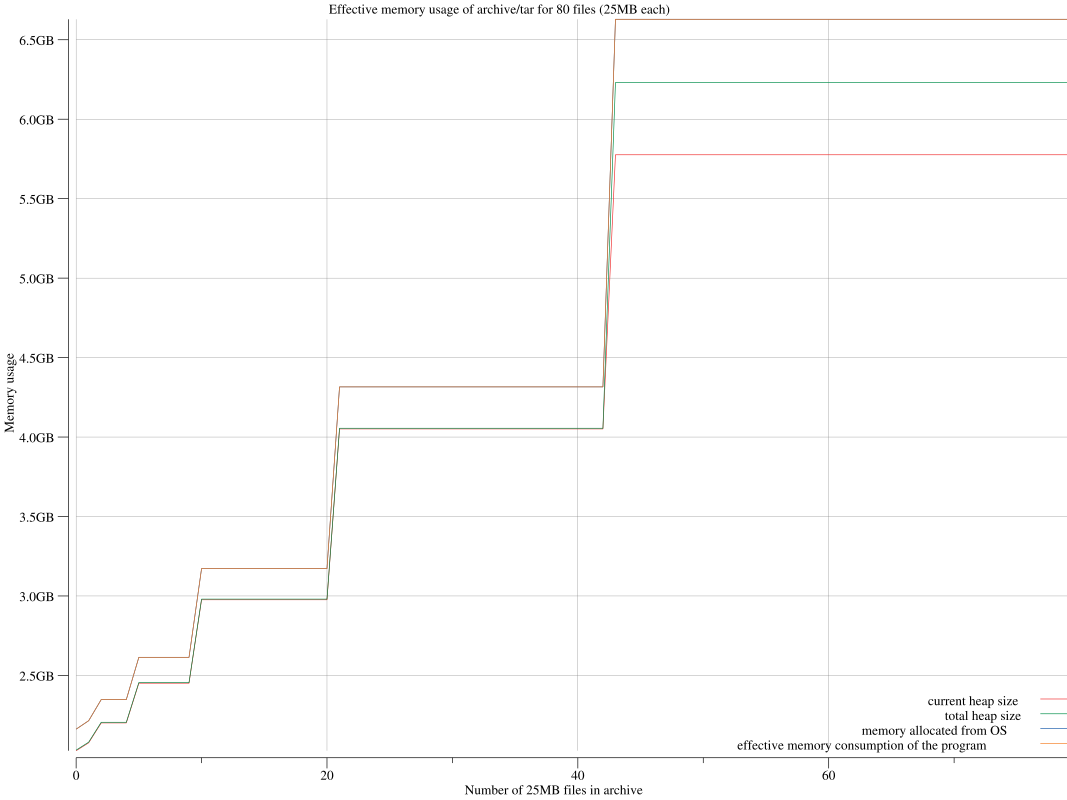 Effective memory usage of archive/tar for 80 files (25MB each)
6.5GB
6.0GB
5.5GB
5.0GB
4.5GB
4.0GB
3.5GB
3.0GB
2.5GB
Memory usage
current heap size
total heap size
memory allocated from OS
effective memory consumption of the program
0
20
40
60
Number of 25MB files in archive